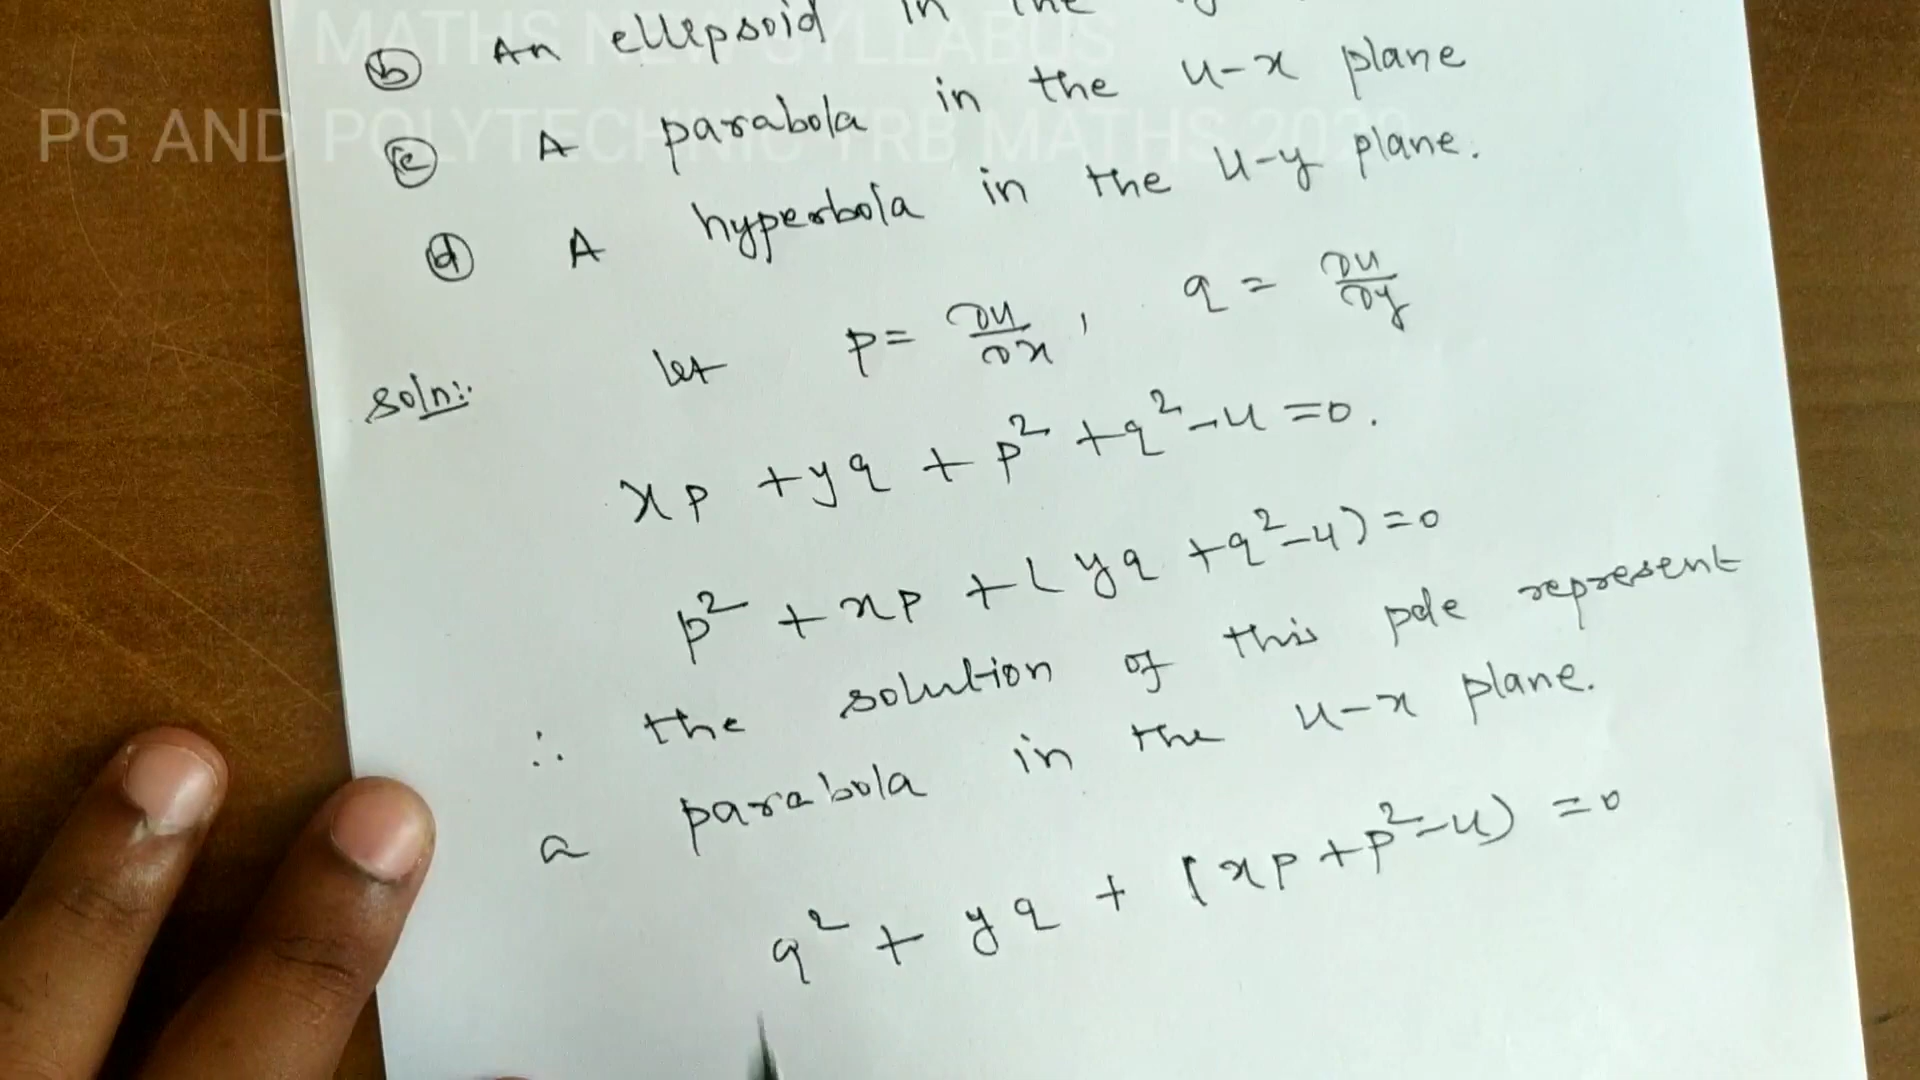 MATHS NEW SYLLABUS
PG AND POLYTECHNIC TRB MATHS 202
ⓑ An ellipsoid in the
ⓒ A parabola in the u-x plane
ⓓ A hyperbola in the u-y plane.
soln:- let p = ∂u/∂x, q = ∂u/∂y
xp + yq + p² + q² - u = 0.
p² + xp + (yq + q² - u) = 0
∴ the solution of this pde represent
a parabola in the u-x plane.
q² + yq + (xp + p² - u) = 0